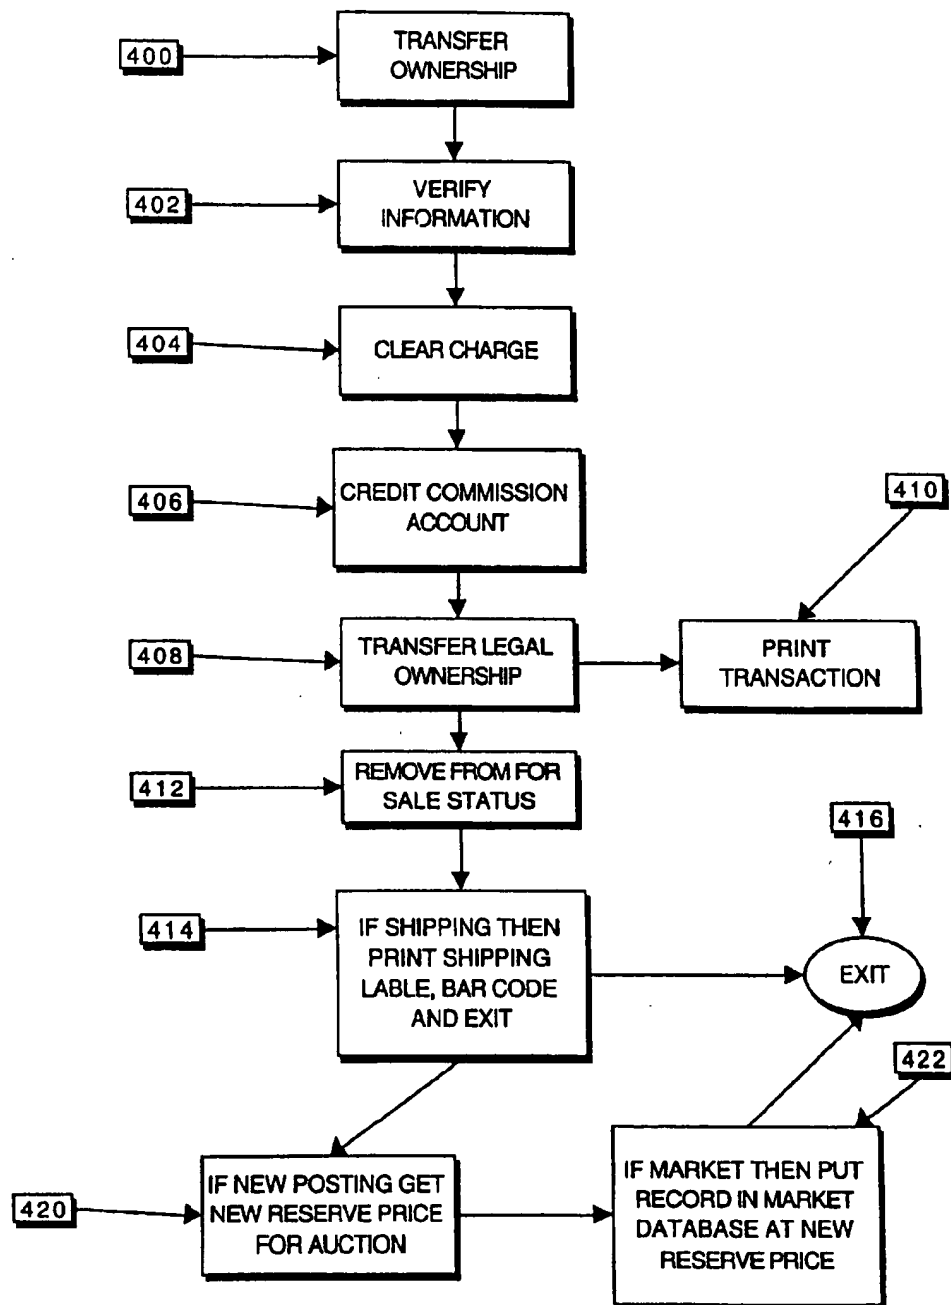 400
TRANSFER
OWNERSHIP
402
VERIFY
INFORMATION
404
CLEAR CHARGE
406
CREDIT COMMISSION
ACCOUNT
410
408
TRANSFER LEGAL
OWNERSHIP
PRINT
TRANSACTION
412
REMOVE FROM FOR
SALE STATUS
416
414
IF SHIPPING THEN
PRINT SHIPPING
LABLE, BAR CODE
AND EXIT
EXIT
422
420
IF NEW POSTING GET
NEW RESERVE PRICE
FOR AUCTION
IF MARKET THEN PUT
RECORD IN MARKET
DATABASE AT NEW
RESERVE PRICE